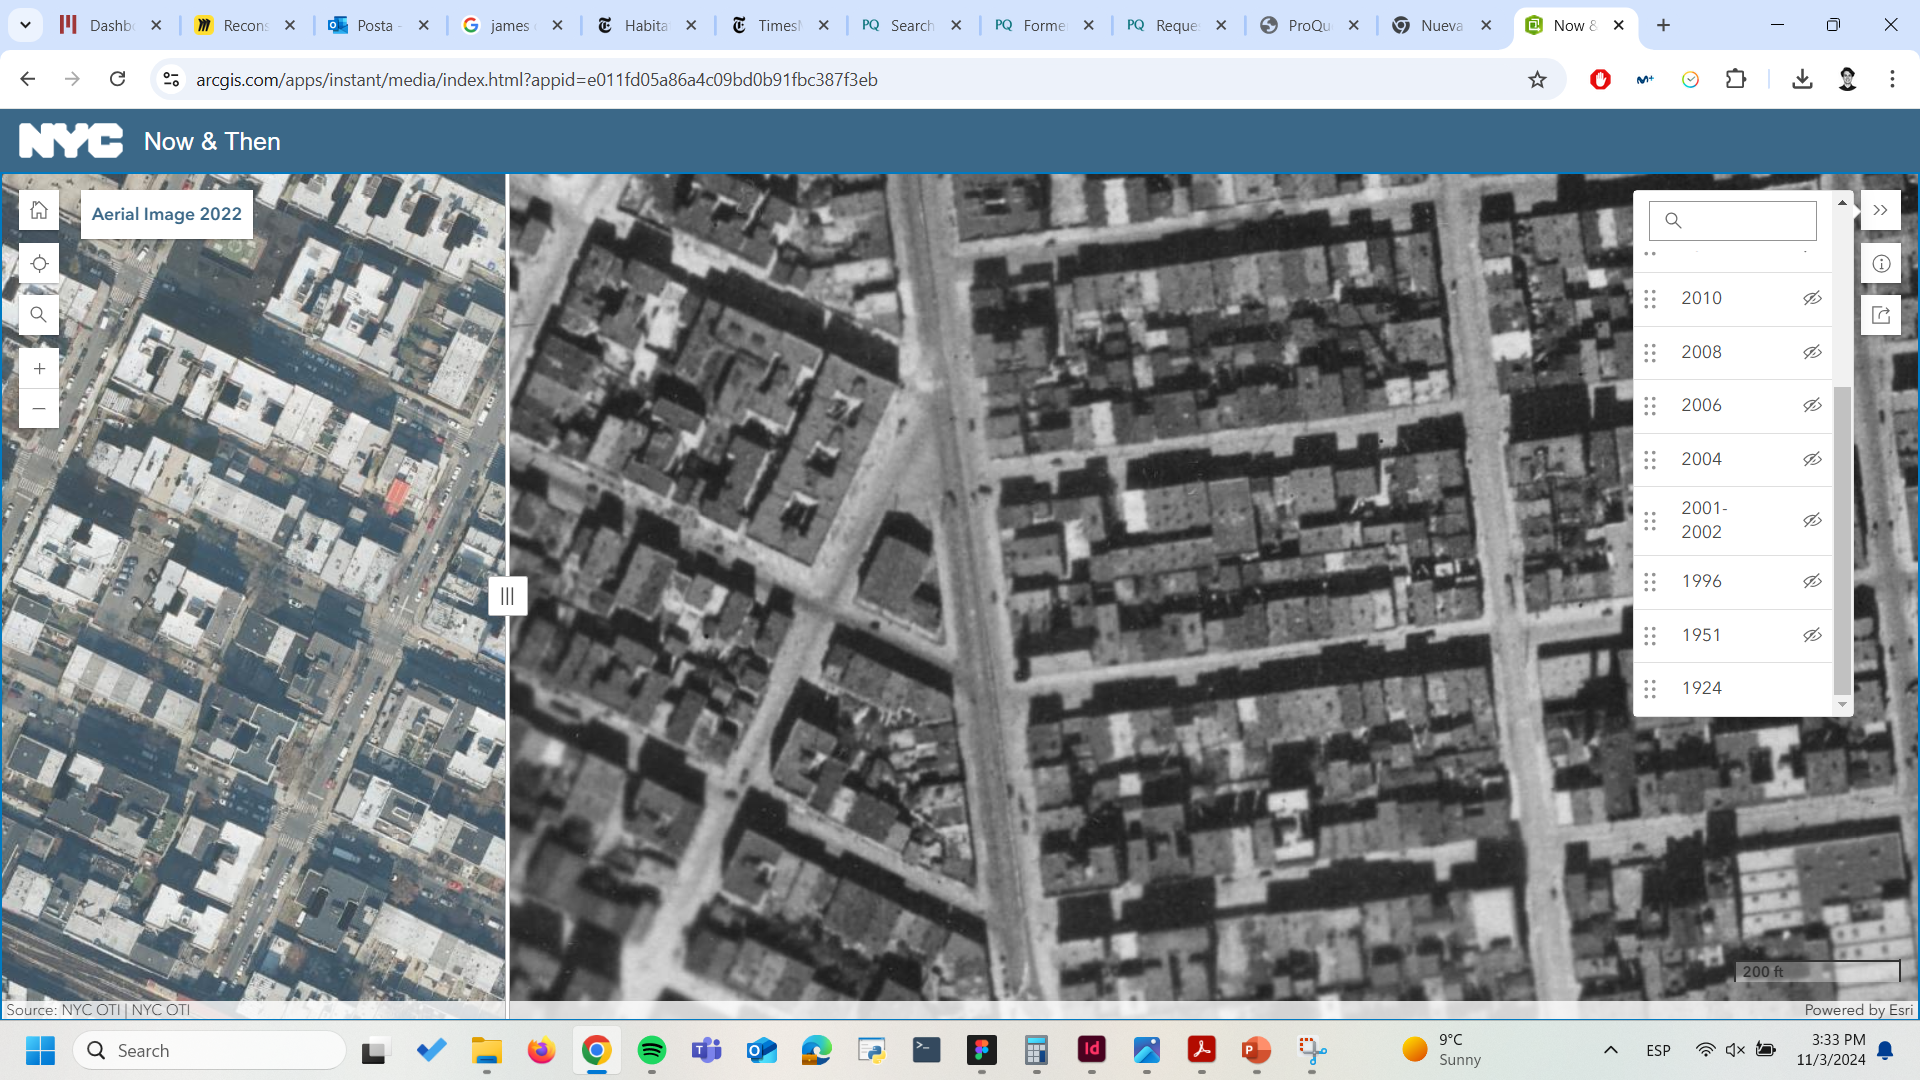 Dashb
Recons
Posta -
james
Habita
TimesM
Search
Forme
Reque
ProQu
Nueva
Now &
arcgis.com/apps/instant/media/index.html?appid=e011fd05a86a4c09bd0b91fbc387f3eb
NYC Now & Then
Aerial Image 2022
2010
2008
2006
2004
2001-
2002
1996
1951
1924
200 ft
Source: NYC OTI | NYC OTI
Powered by Esri
Search
9°C
Sunny
ESP
3:33 PM
11/3/2024